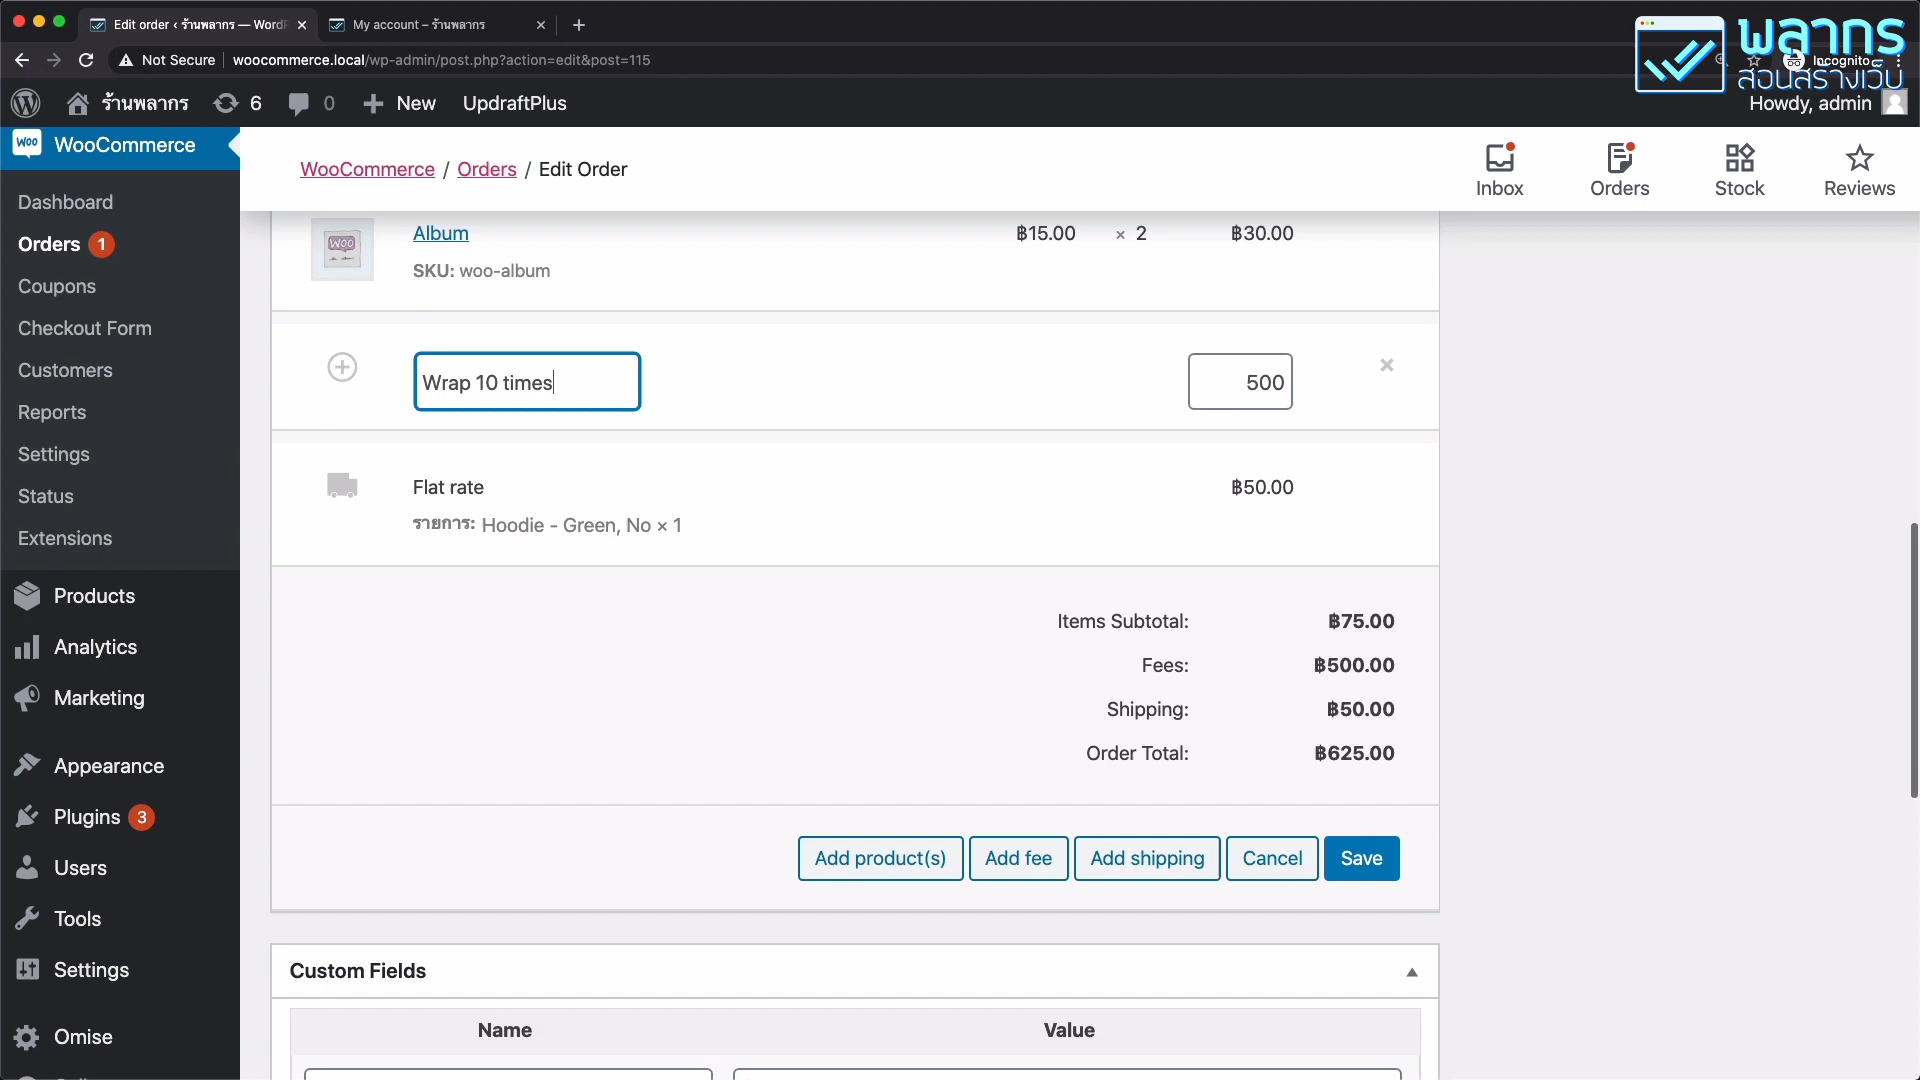 Edit order ‹ ร้านพลากร — WordP
My account – ร้านพลากร
Not Secure
woocommerce.local/wp-admin/post.php?action=edit&post=115
Incognito
พลากร
สอนสร้างเว็บ
ร้านพลากร
6
0
New
UpdraftPlus
Howdy, admin
WooCommerce
Dashboard
Orders 1
Coupons
Checkout Form
Customers
Reports
Settings
Status
Extensions
Products
Analytics
Marketing
Appearance
Plugins 3
Users
Tools
Settings
Omise
WooCommerce / Orders / Edit Order
Inbox
Orders
Stock
Reviews
Woo
Album
฿15.00 × 2 ฿30.00
SKU: woo-album
Wrap 10 times
500
×
Flat rate
฿50.00
รายการ: Hoodie - Green, No × 1
Items Subtotal: ฿75.00
Fees: ฿500.00
Shipping: ฿50.00
Order Total: ฿625.00
Add product(s)
Add fee
Add shipping
Cancel
Save
Custom Fields
Name
Value